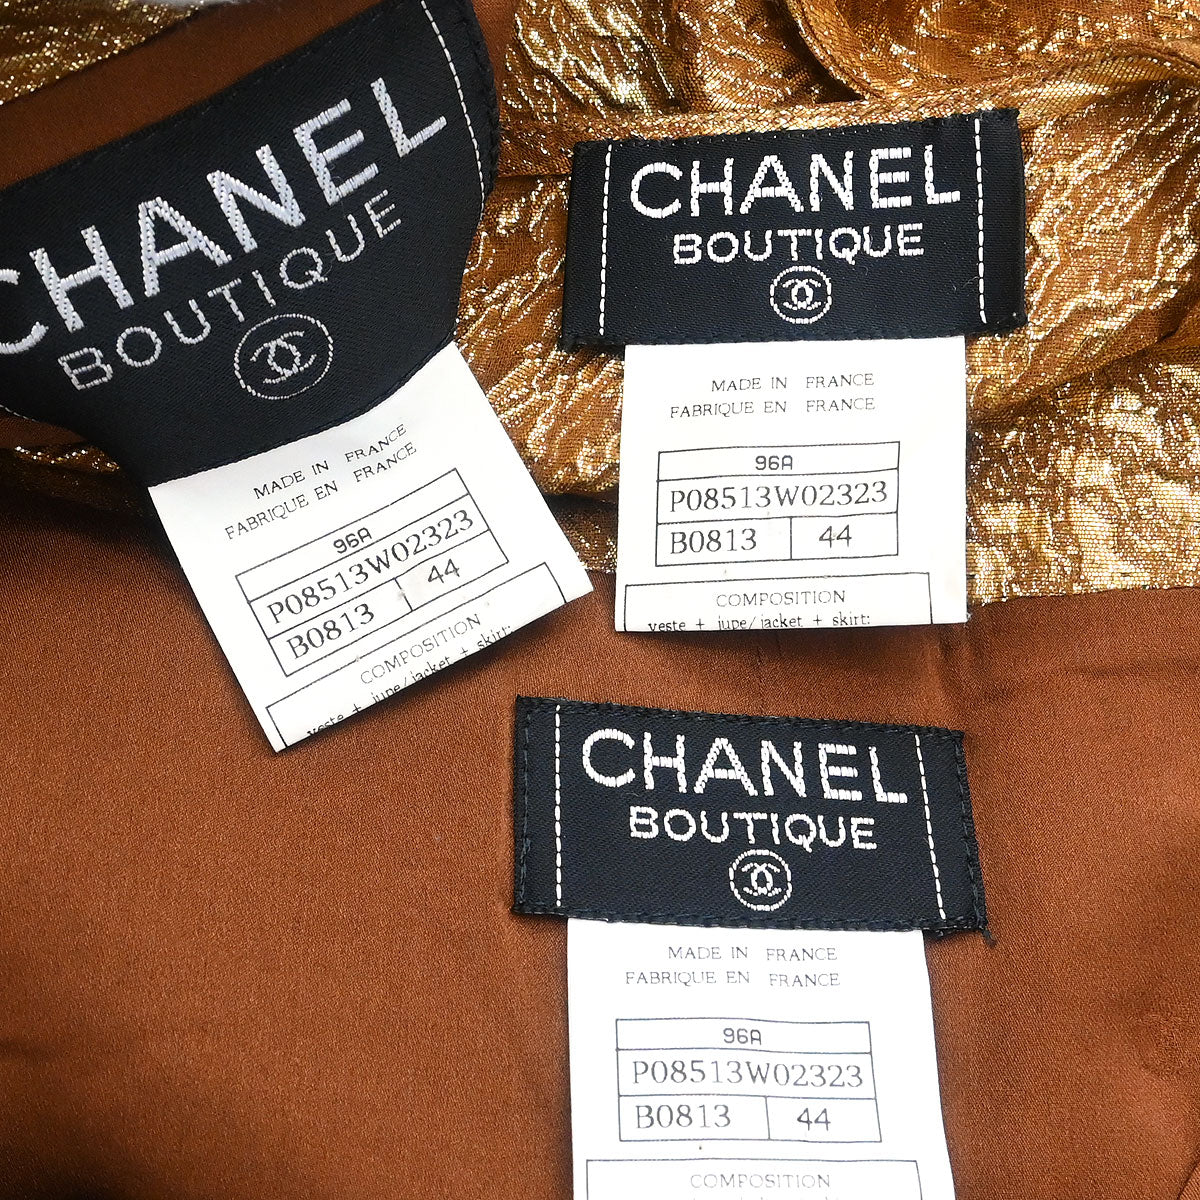 CHANEL
BOUTIQUE
MADE IN FRANCE
FABRIQUE EN FRANCE
96A
P08513W02323
B0813 44
COMPOSITION
veste + jupe/jacket + skirt:
CHANEL
BOUTIQUE
MADE IN FRANCE
FABRIQUE EN FRANCE
96A
P08513W02323
B0813 44
COMPOSITION
veste + jupe/jacket + skirt:
CHANEL
BOUTIQUE
MADE IN FRANCE
FABRIQUE EN FRANCE
96A
P08513W02323
B0813 44
COMPOSITION